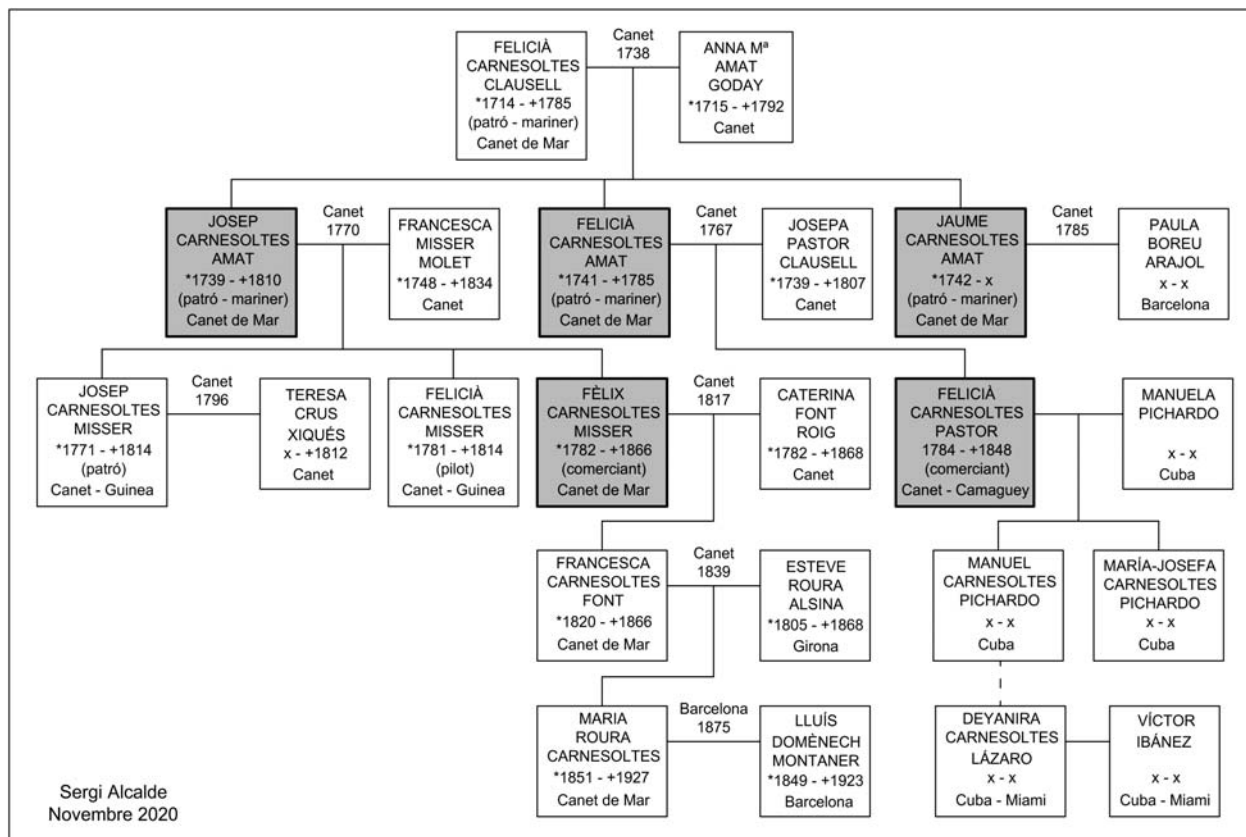 FELICIÀ
CARNESOLTES
CLAUSELL
*1714 - +1785
(patró - mariner)
Canet de Mar
Canet
1738
ANNA Mª
AMAT
GODAY
*1715 - +1792
Canet
JOSEP
CARNESOLTES
AMAT
*1739 - +1810
(patró - mariner)
Canet de Mar
Canet
1770
FRANCESCA
MISSER
MOLET
*1748 - +1834
Canet
FELICIÀ
CARNESOLTES
AMAT
*1741 - +1785
(patró - mariner)
Canet de Mar
Canet
1767
JOSEPA
PASTOR
CLAUSELL
*1739 - +1807
Canet
JAUME
CARNESOLTES
AMAT
*1742 - x
(patró - mariner)
Canet de Mar
Canet
1785
PAULA
BOREU
ARAJOL
x - x
Barcelona
JOSEP
CARNESOLTES
MISSER
*1771 - +1814
(patró)
Canet - Guinea
Canet
1796
TERESA
CRUS
XIQUÉS
x - +1812
Canet
FELICIÀ
CARNESOLTES
MISSER
*1781 - +1814
(pilot)
Canet - Guinea
FÈLIX
CARNESOLTES
MISSER
*1782 - +1866
(comerciant)
Canet de Mar
Canet
1817
CATERINA
FONT
ROIG
*1782 - +1868
Canet
FELICIÀ
CARNESOLTES
PASTOR
1784 - +1848
(comerciant)
Canet - Camaguey
MANUELA
PICHARDO
x - x
Cuba
FRANCESCA
CARNESOLTES
FONT
*1820 - +1866
Canet de Mar
Canet
1839
ESTEVE
ROURA
ALSINA
*1805 - +1868
Girona
MANUEL
CARNESOLTES
PICHARDO
x - x
Cuba
MARÍA-JOSEFA
CARNESOLTES
PICHARDO
x - x
Cuba
MARIA
ROURA
CARNESOLTES
*1851 - +1927
Canet de Mar
Barcelona
1875
LLUÍS
DOMÈNECH
MONTANER
*1849 - +1923
Barcelona
DEYANIRA
CARNESOLTES
LÁZARO
x - x
Cuba - Miami
VÍCTOR
IBÁNEZ
x - x
Cuba - Miami
Sergi Alcalde
Novembre 2020